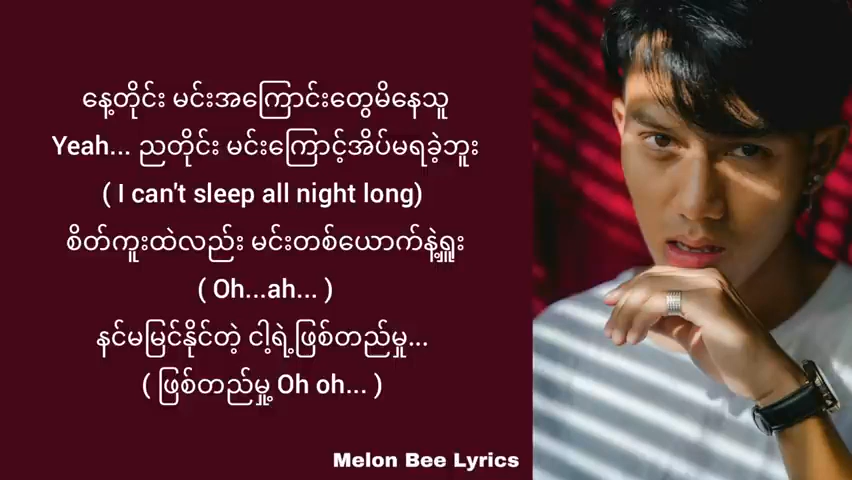 နေ့တိုင်း မင်းအကြောင်းတွေမိနေသူ
Yeah... ညတိုင်း မင်းကြောင့်အိပ်မရခဲ့ဘူး
( I can't sleep all night long)
စိတ်ကူးထဲလည်း မင်းတစ်ယောက်နဲ့ရှူး
( Oh...ah... )
နင်မမြင်နိုင်တဲ့ ငါ့ရဲ့ဖြစ်တည်မှု...
( ဖြစ်တည်မှု့ Oh oh... )
Melon Bee Lyrics